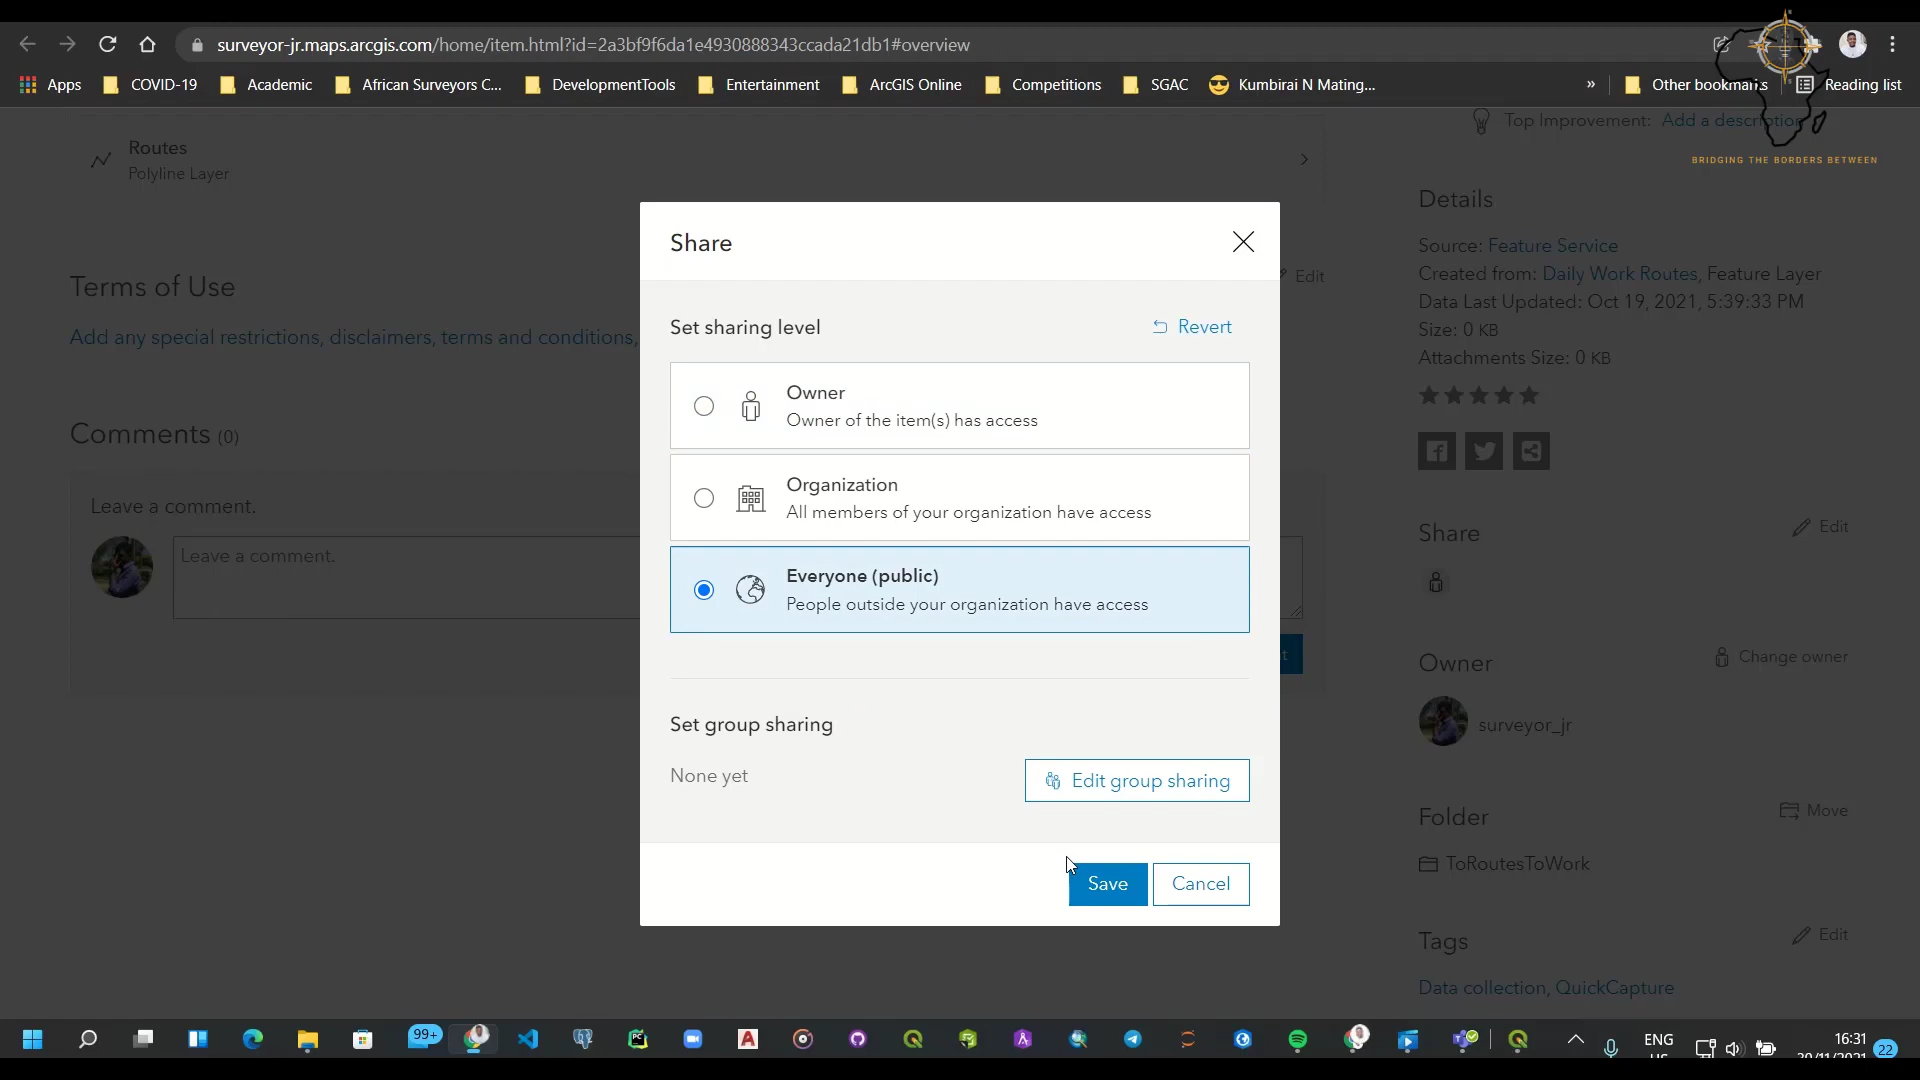 surveyor-jr.maps.arcgis.com/home/item.html?id=2a3bf9f6da1e4930888343ccada21db1#overview
Apps
COVID-19
Academic
African Surveyors C...
DevelopmentTools
Entertainment
ArcGIS Online
Competitions
SGAC
Kumbirai N Mating...
»
Other bookmarks
Reading list
BRIDGING THE BORDERS BETWEEN
Routes
Polyline Layer
Terms of Use
Edit
Add any special restrictions, disclaimers, terms and conditions,
Comments (0)
Leave a comment.
Leave a comment.
Share
Set sharing level
Revert
Owner
Owner of the item(s) has access
Organization
All members of your organization have access
Everyone (public)
People outside your organization have access
Set group sharing
None yet
Edit group sharing
Save
Cancel
Top Improvement: Add a description
Details
Source: Feature Service
Created from: Daily Work Routes, Feature Layer
Data Last Updated: Oct 19, 2021, 5:39:33 PM
Size: 0 KB
Attachments Size: 0 KB
Share
Edit
Owner
Change owner
surveyor_jr
Folder
Move
ToRoutesToWork
Tags
Edit
Data collection, QuickCapture
99+
ENG
16:31
30/11/2021
22